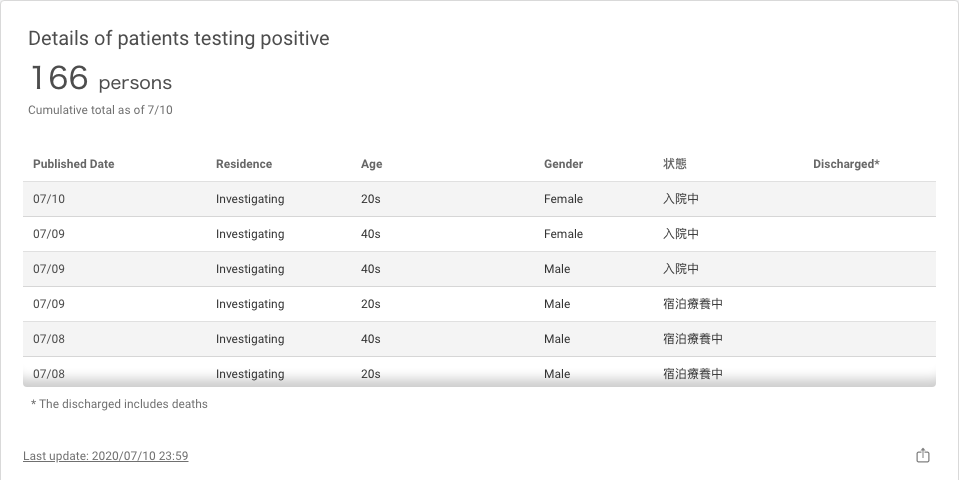 Details of patients testing positive
166 persons
Cumulative total as of 7/10
Published Date Residence Age Gender 状態 Discharged*
07/10 Investigating 20s Female 入院中
07/09 Investigating 40s Female 入院中
07/09 Investigating 40s Male 入院中
07/09 Investigating 20s Male 宿泊療養中
07/08 Investigating 40s Male 宿泊療養中
07/08 Investigating 20s Male 宿泊療養中
* The discharged includes deaths
Last update: 2020/07/10 23:59